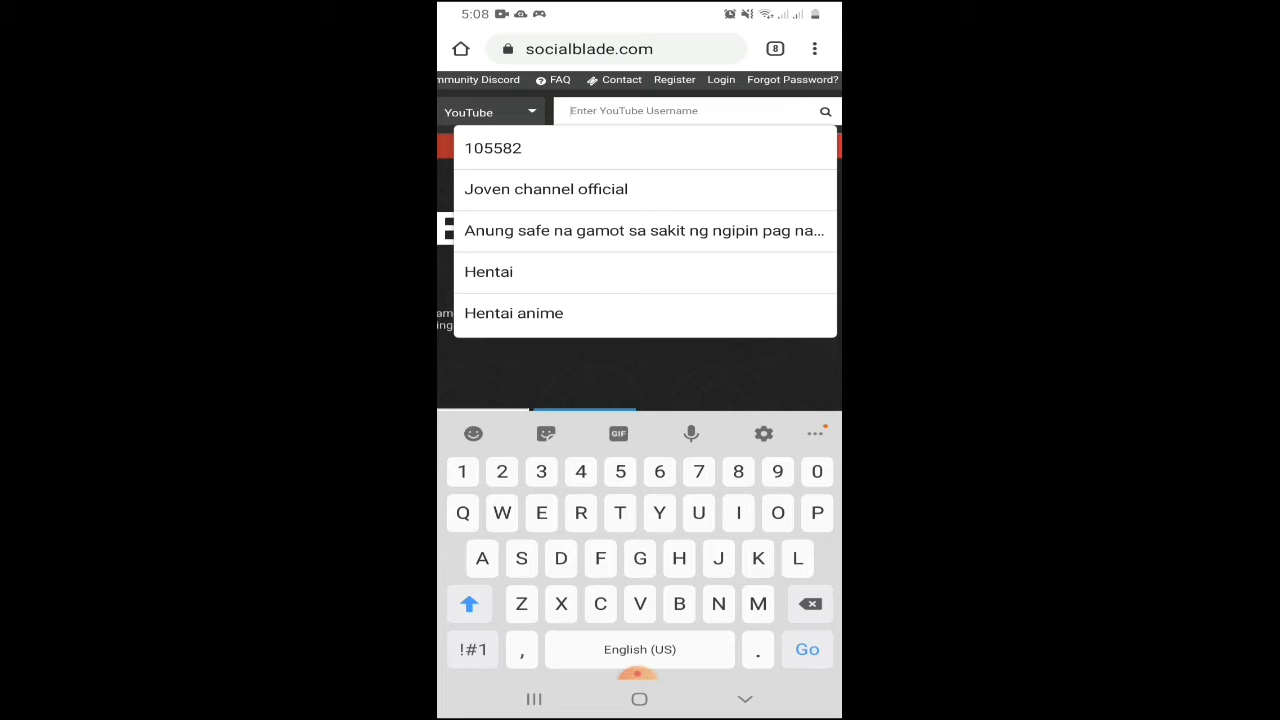 5:08
socialblade.com
8
mmunity Discord FAQ Contact Register Login Forgot Password?
YouTube Enter YouTube Username
105582
Joven channel official
Anung safe na gamot sa sakit ng ngipin pag na...
Hentai
Hentai anime
am
ing
GIF
1 2 3 4 5 6 7 8 9 0
Q W E R T Y U I O P
A S D F G H J K L
Z X C V B N M
!#1 , English (US) . Go